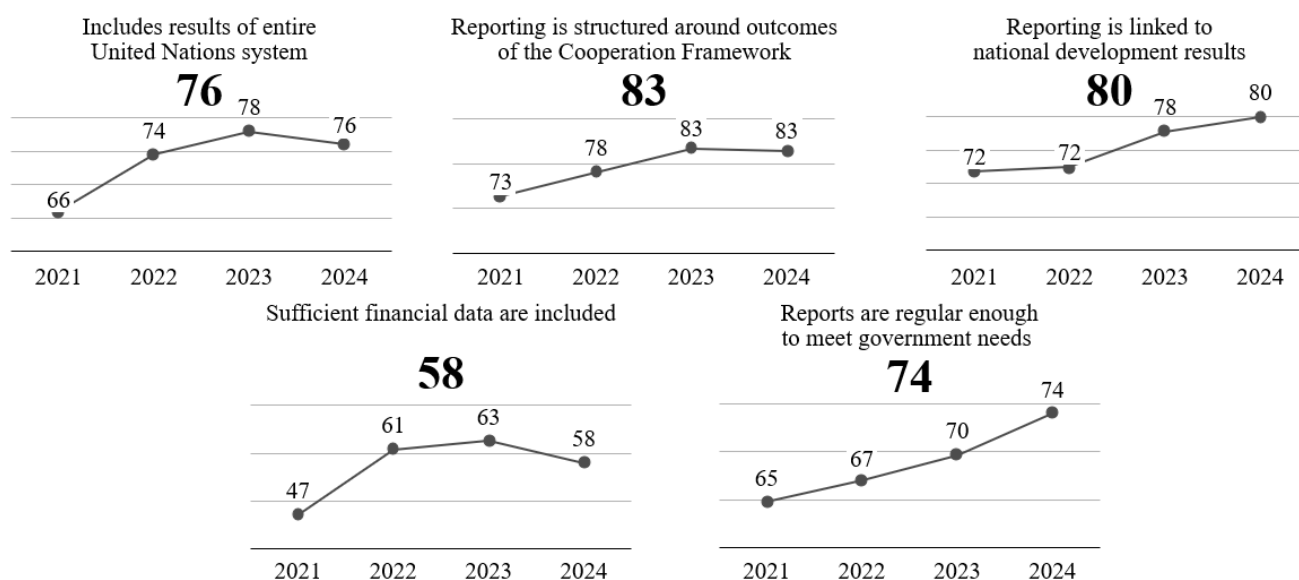 Includes results of entire
United Nations system
76
66
74
78
76
2021 2022 2023 2024
Reporting is structured around outcomes
of the Cooperation Framework
83
73
78
83
83
2021 2022 2023 2024
Reporting is linked to
national development results
80
72
72
78
80
2021 2022 2023 2024
Sufficient financial data are included
58
47
61
63
58
2021 2022 2023 2024
Reports are regular enough
to meet government needs
74
65
67
70
74
2021 2022 2023 2024